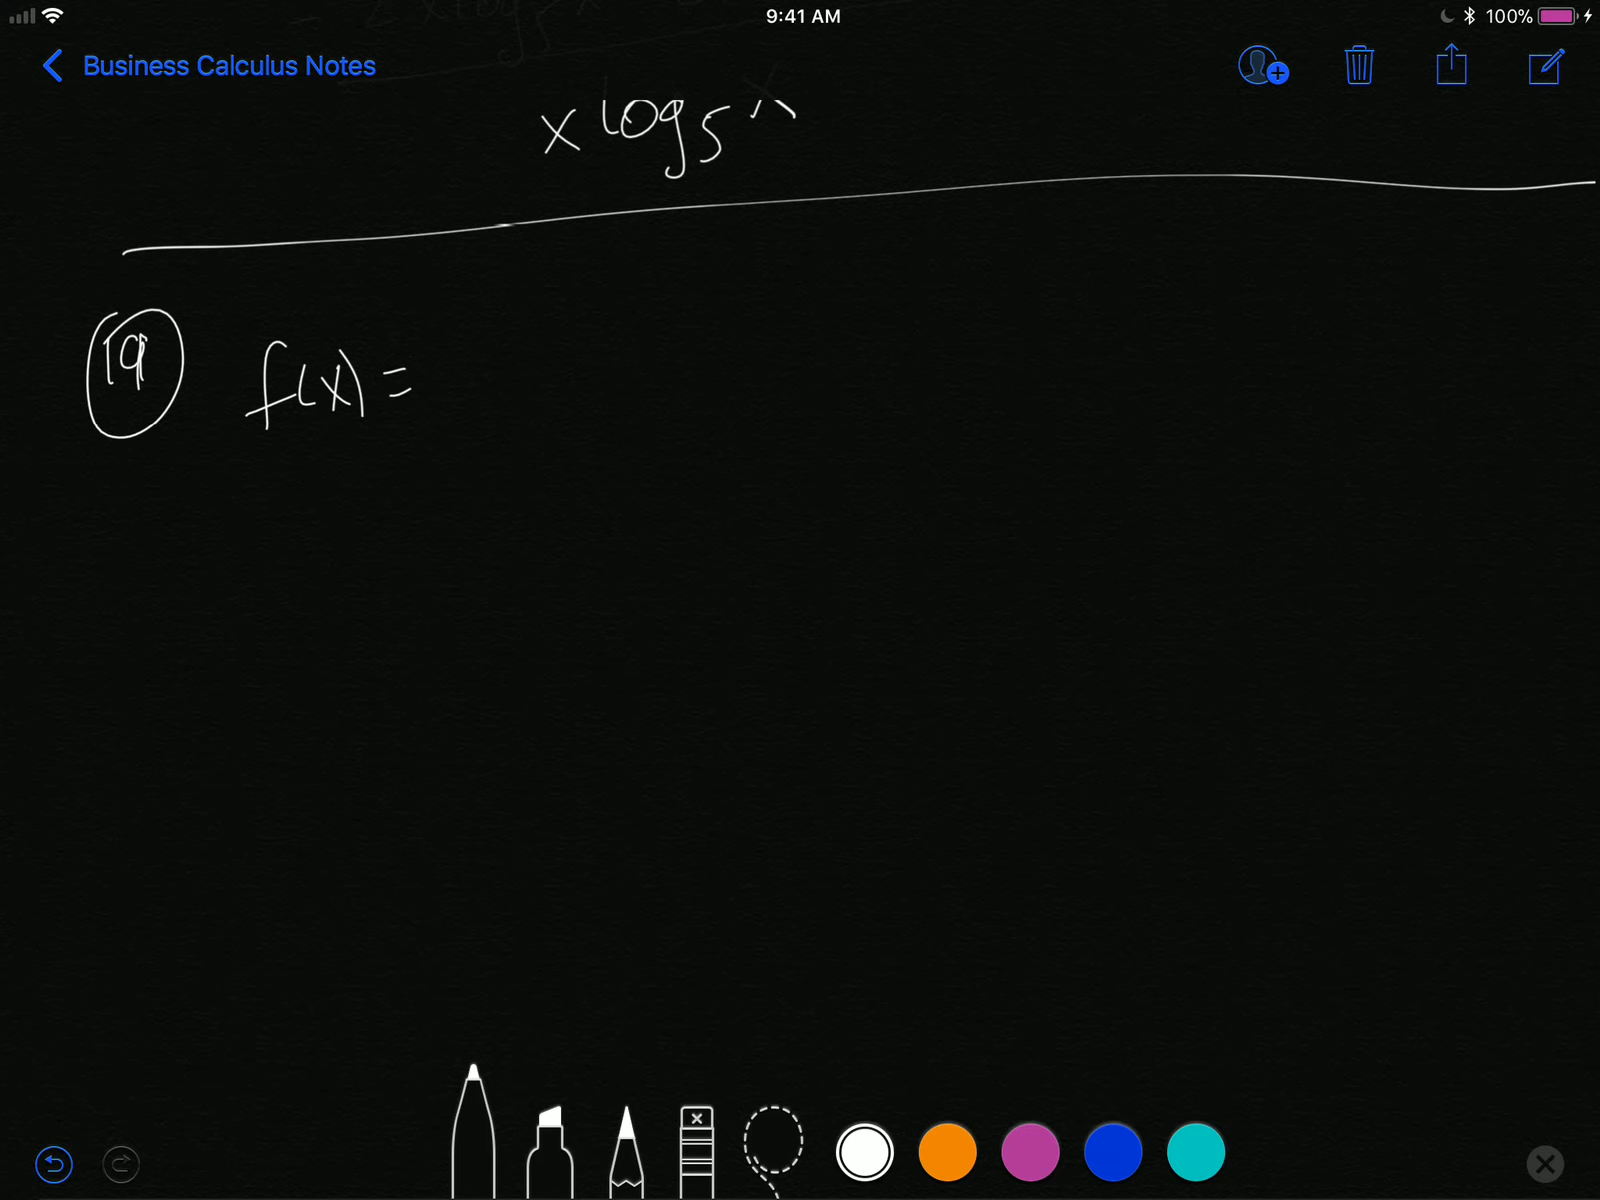 9:41 AM 100%
Business Calculus Notes
x log5 x
19 f(x)=